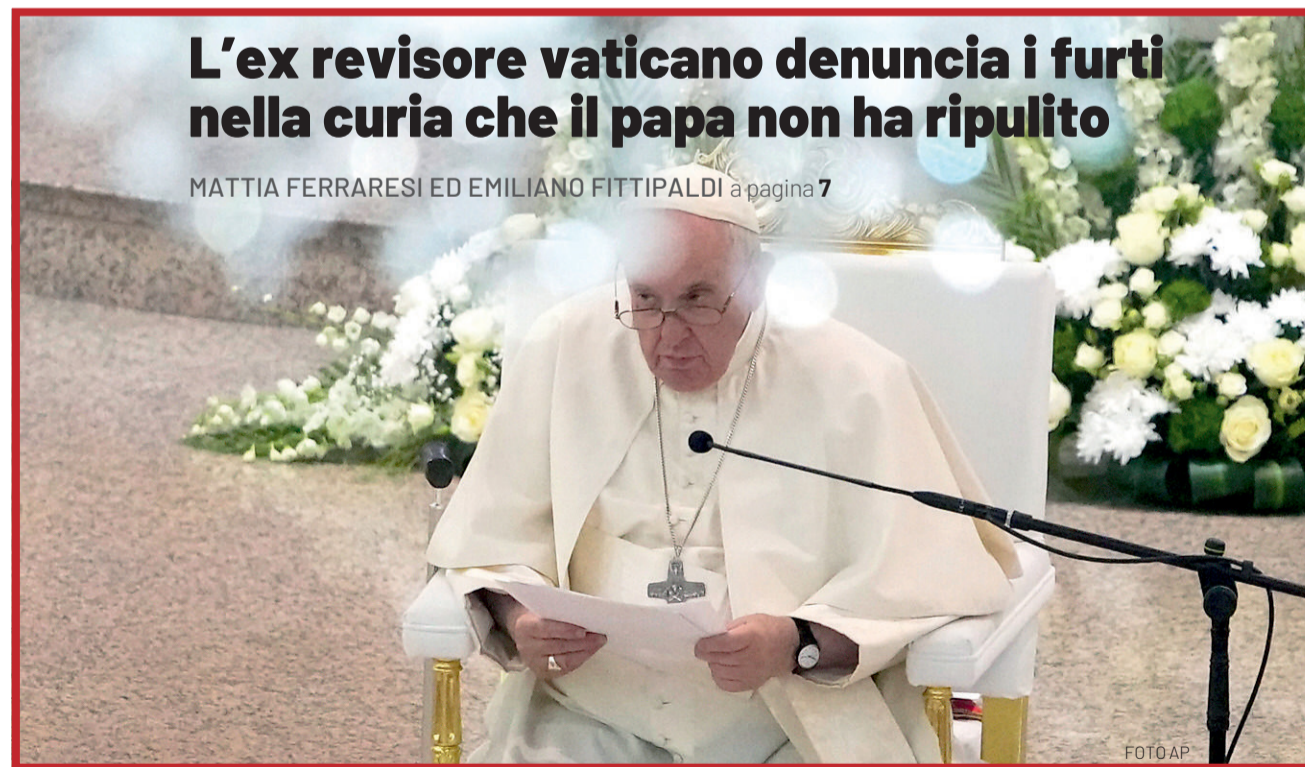 L'ex revisore vaticano denuncia i furti
nella curia che il papa non ha ripulito
MATTIA FERRARESI ED EMILIANO FITTIPALDI a pagina 7
FOTO AP